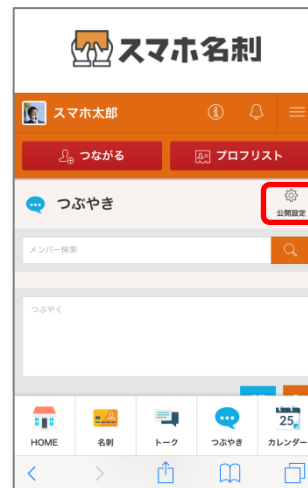 スマホ名刺
スマホ太郎
つながる
プロフリスト
つぶやき
公開設定
メンバー検索
つぶやく
HOME
名刺
トーク
つぶやき
25
カレンダー